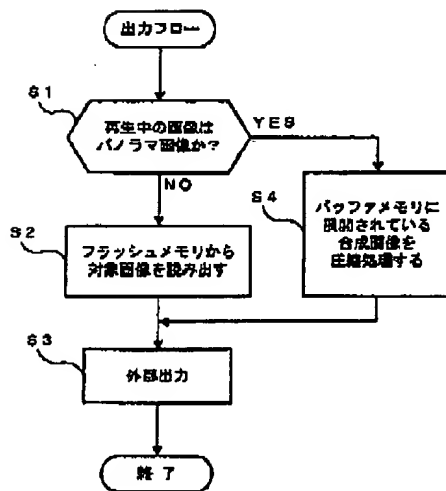 出力フロー
S1
再生中の画像は
パノラマ画像か?
YES
NO
S2
フラッシュメモリから
対象画像を読み出す
S4
バッファメモリに
展開されている
合成画像を
圧縮処理する
S3
外部出力
終了